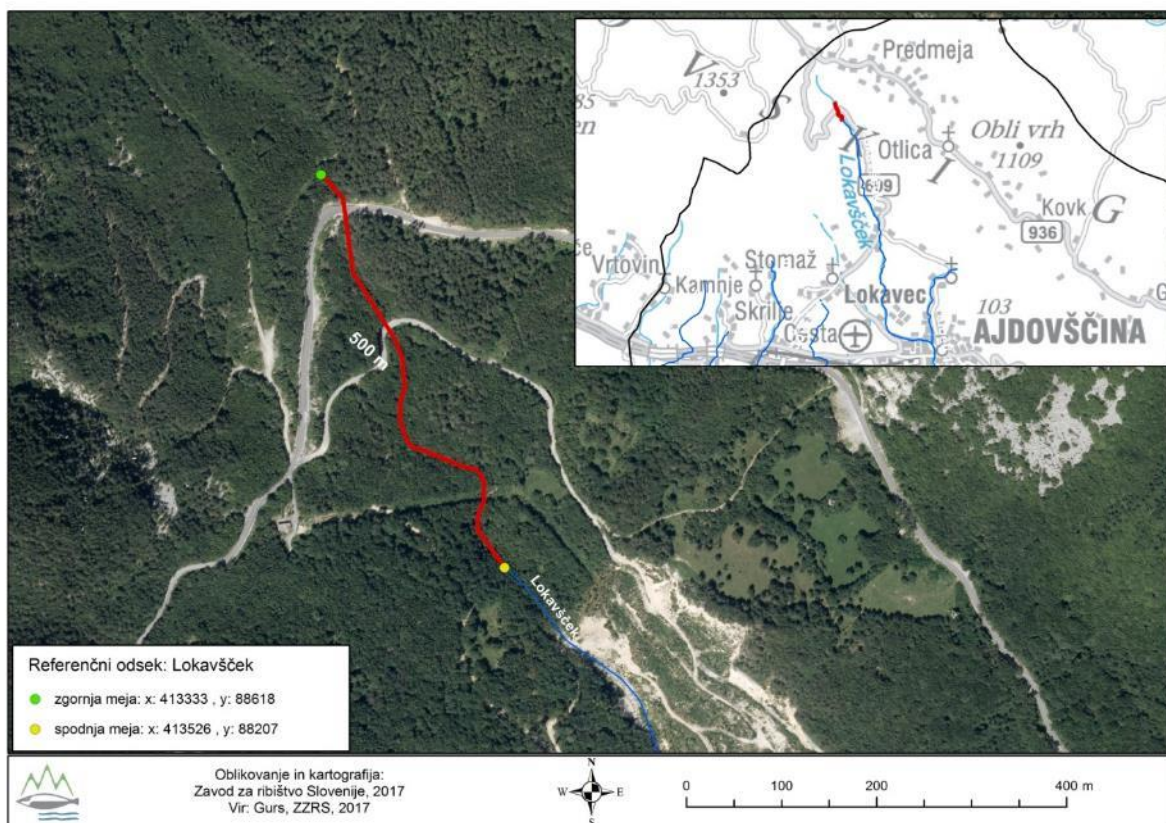 Predmeja
V
1353
S
Obli vrh
1109
Otlica
K
I
609
Lokavšček
Kovk
G
936
Vrtovin
Stomaž
Kamnje
Lokavec
Skrilje
103
Cesta
AJDOVŠČINA
500 m
Lokavšček
Referenčni odsek: Lokavšček
zgornja meja: x: 413333 , y: 88618
spodnja meja: x: 413526 , y: 88207
Oblikovanje in kartografija:
Zavod za ribištvo Slovenije, 2017
Vir: Gurs, ZZRS, 2017
N
W E
S
0 100 200 400 m